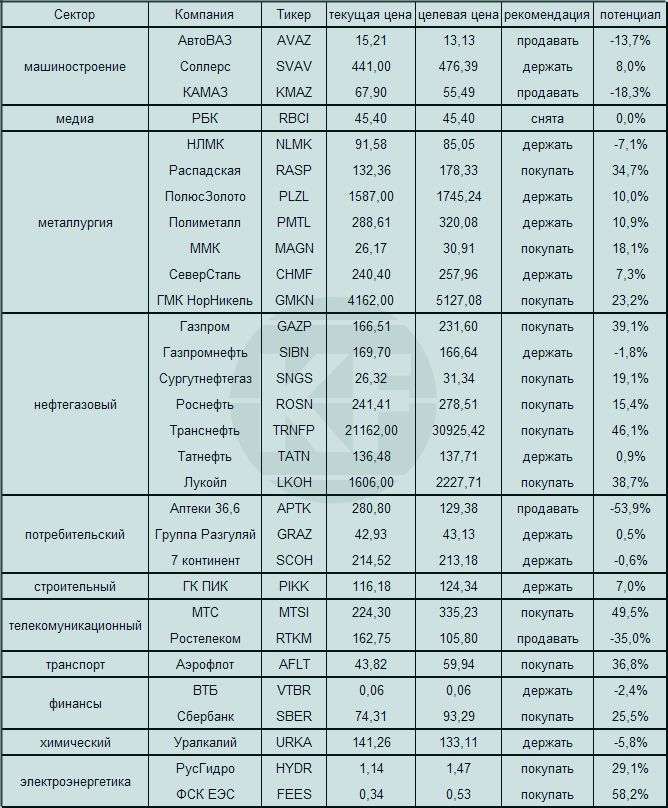 Сектор Компания Тикер текущая цена целевая цена рекомендация потенциал
машиностроение АвтоВАЗ AVAZ 15,21 13,13 продавать -13,7%
Соллерс SVAV 441,00 476,39 держать 8,0%
КАМАЗ KMAZ 67,90 55,49 продавать -18,3%
медиа РБК RBCI 45,40 45,40 снята 0,0%
металлургия НЛМК NLMK 91,58 85,05 держать -7,1%
Распадская RASP 132,36 178,33 покупать 34,7%
ПолюсЗолото PLZL 1587,00 1745,24 держать 10,0%
Полиметалл PMTL 288,61 320,08 держать 10,9%
ММК MAGN 26,17 30,91 покупать 18,1%
СеверСталь CHMF 240,40 257,96 держать 7,3%
ГМК НорНикель GMKN 4162,00 5127,08 покупать 23,2%
нефтегазовый Газпром GAZP 166,51 231,60 покупать 39,1%
Газпромнефть SIBN 169,70 166,64 держать -1,8%
Сургутнефтегаз SNGS 26,32 31,34 покупать 19,1%
Роснефть ROSN 241,41 278,51 покупать 15,4%
Транснефть TRNFP 21162,00 30925,42 покупать 46,1%
Татнефть TATN 136,48 137,71 держать 0,9%
Лукойл LKOH 1606,00 2227,71 покупать 38,7%
потребительский Аптеки 36,6 APTK 280,80 129,38 продавать -53,9%
Группа Разгуляй GRAZ 42,93 43,13 держать 0,5%
7 континент SCOH 214,52 213,18 держать -0,6%
строительный ГК ПИК PIKK 116,18 124,34 держать 7,0%
телекомуникационный МТС MTSI 224,30 335,23 покупать 49,5%
Ростелеком RTKM 162,75 105,80 продавать -35,0%
транспорт Аэрофлот AFLT 43,82 59,94 покупать 36,8%
финансы ВТБ VTBR 0,06 0,06 держать -2,4%
Сбербанк SBER 74,31 93,29 покупать 25,5%
химический Уралкалий URKA 141,26 133,11 держать -5,8%
электроэнергетика РусГидро HYDR 1,14 1,47 покупать 29,1%
ФСК ЕЭС FEES 0,34 0,53 покупать 58,2%
KF